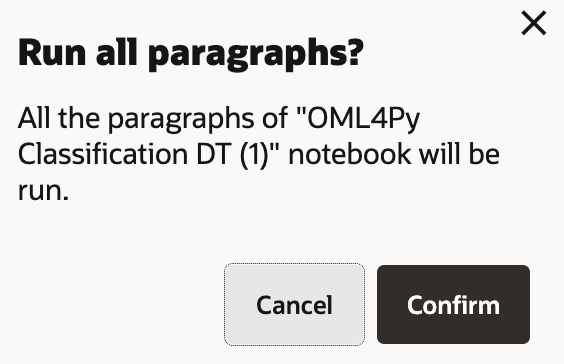 Run all paragraphs?
All the paragraphs of "OML4Py
Classification DT (1)" notebook will be
run.
Cancel
Confirm